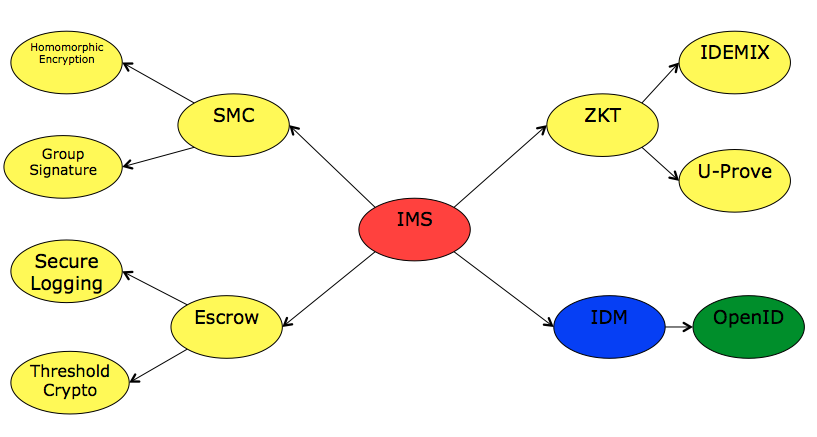 Homomorphic
Encryption
IDEMIX
SMC
ZKT
Group
Signature
U-Prove
IMS
Secure
Logging
Escrow
IDM
OpenID
Threshold
Crypto